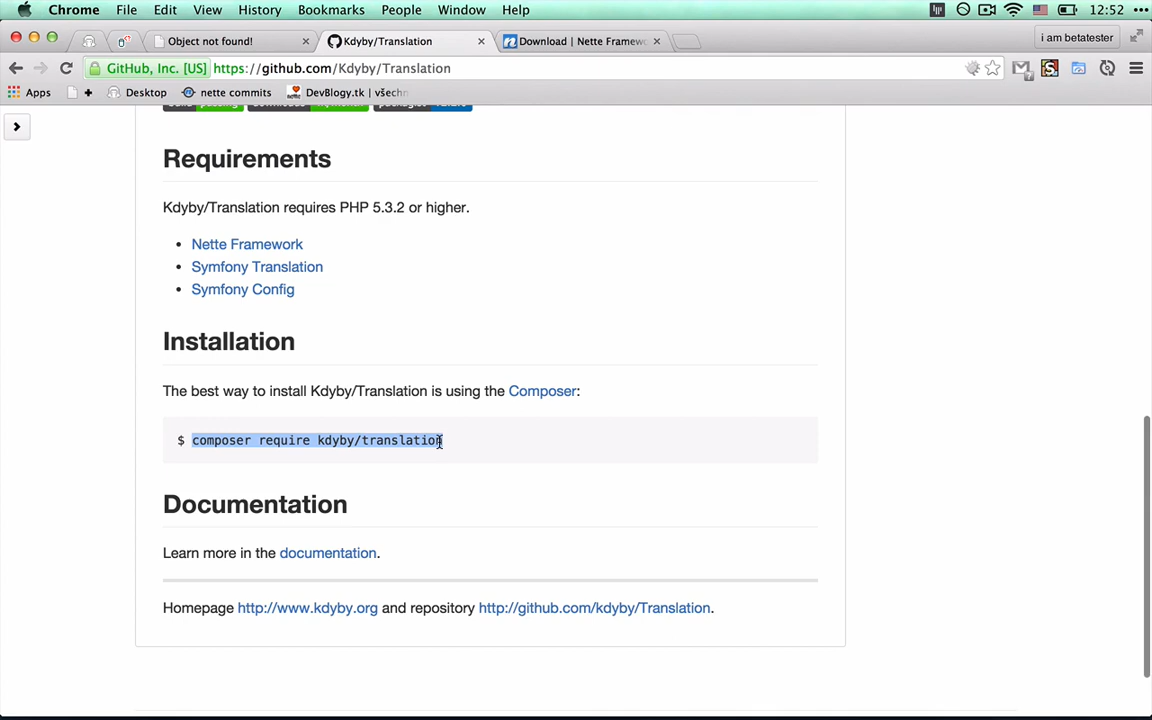 Chrome File Edit View History Bookmarks People Window Help 12:52
Object not found! Kdyby/Translation Download | Nette Framew i am betatester
GitHub, Inc. [US] https://github.com/Kdyby/Translation
Apps Desktop nette commits DevBlogy.tk | všechn
Requirements
Kdyby/Translation requires PHP 5.3.2 or higher.
• Nette Framework
• Symfony Translation
• Symfony Config
Installation
The best way to install Kdyby/Translation is using the Composer:
$ composer require kdyby/translation
Documentation
Learn more in the documentation.
Homepage http://www.kdyby.org and repository http://github.com/kdyby/Translation.